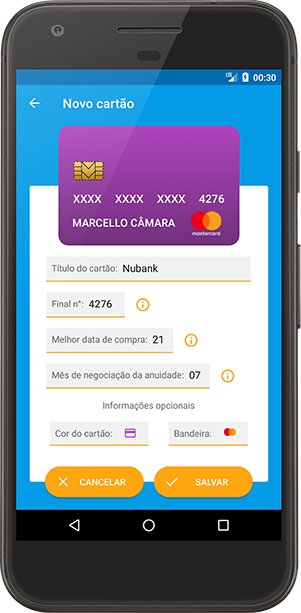 LTE 00:30
Novo cartão
XXXX XXXX XXXX 4276
MARCELLO CÂMARA
mastercard
Título do cartão: Nubank
Final n°: 4276
Melhor data de compra: 21
Mês de negociação da anuidade: 07
Informações opcionais
Cor do cartão: Bandeira:
CANCELAR SALVAR